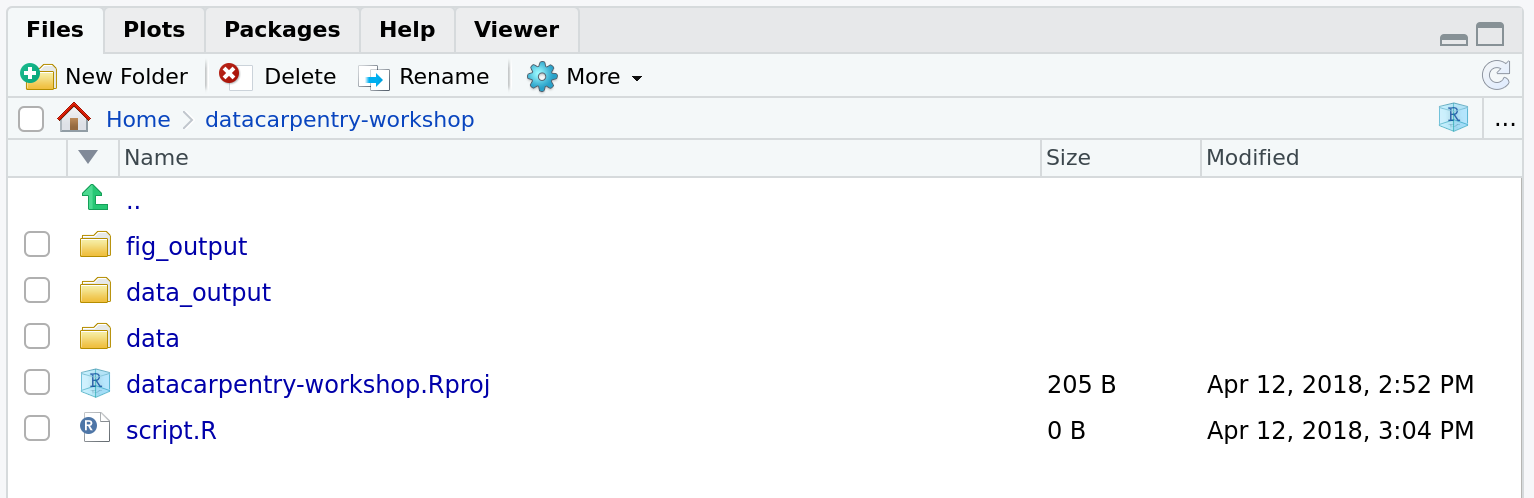 Files Plots Packages Help Viewer
New Folder Delete Rename More
Home datacarpentry-workshop R ...
Name Size Modified
..
fig_output
data_output
data
R datacarpentry-workshop.Rproj 205 B Apr 12, 2018, 2:52 PM
R script.R 0 B Apr 12, 2018, 3:04 PM